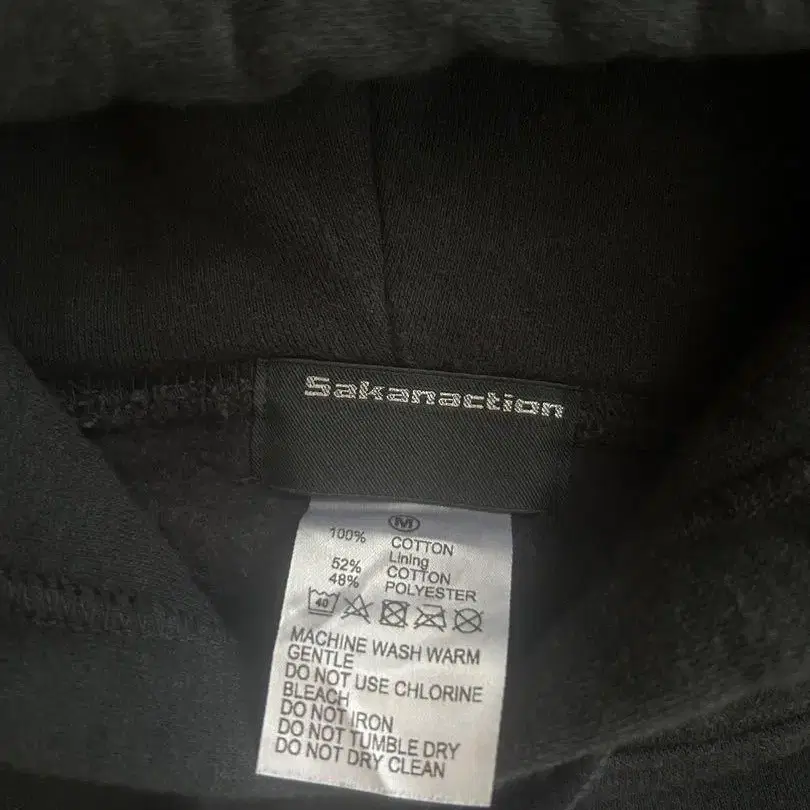 Sakanaction
M
100% COTTON
Lining
52% COTTON
48% POLYESTER
40
MACHINE WASH WARM
GENTLE
DO NOT USE CHLORINE
BLEACH
DO NOT IRON
DO NOT TUMBLE DRY
DO NOT DRY CLEAN